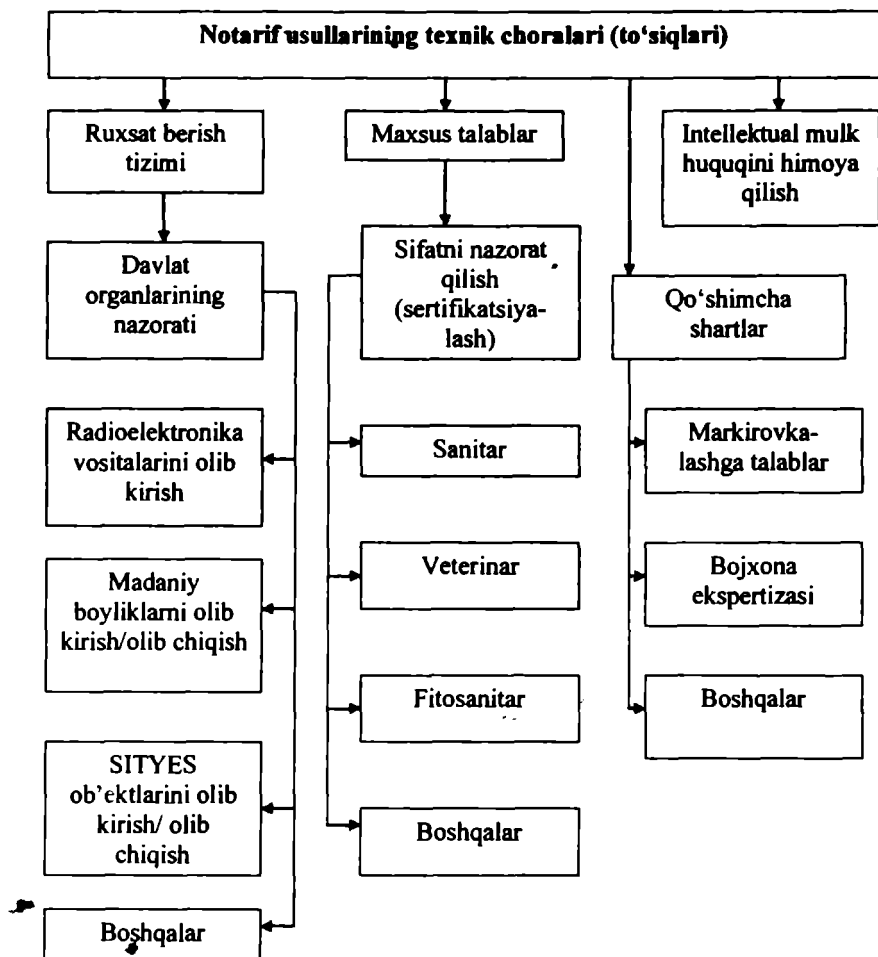 Notarif usullarining texnik choralari (to‘siqlari)
Ruxsat berish
tizimi
Maxsus talablar
Intellektual mulk
huquqini himoya
qilish
Davlat
organlarining
nazorati
Sifatni nazorat
qilish
(sertifikatsiya-
lash)
Qo‘shimcha
shartlar
Radioelektronika
vositalarini olib
kirish
Sanitar
Markirovka-
lashga talablar
Madaniy
boyliklarni olib
kirish/olib chiqish
Veterinar
Bojxona
ekspertizasi
SITYES
ob’ektlarini olib
kirish/ olib
chiqish
Fitosanitar
Boshqalar
Boshqalar
Boshqalar